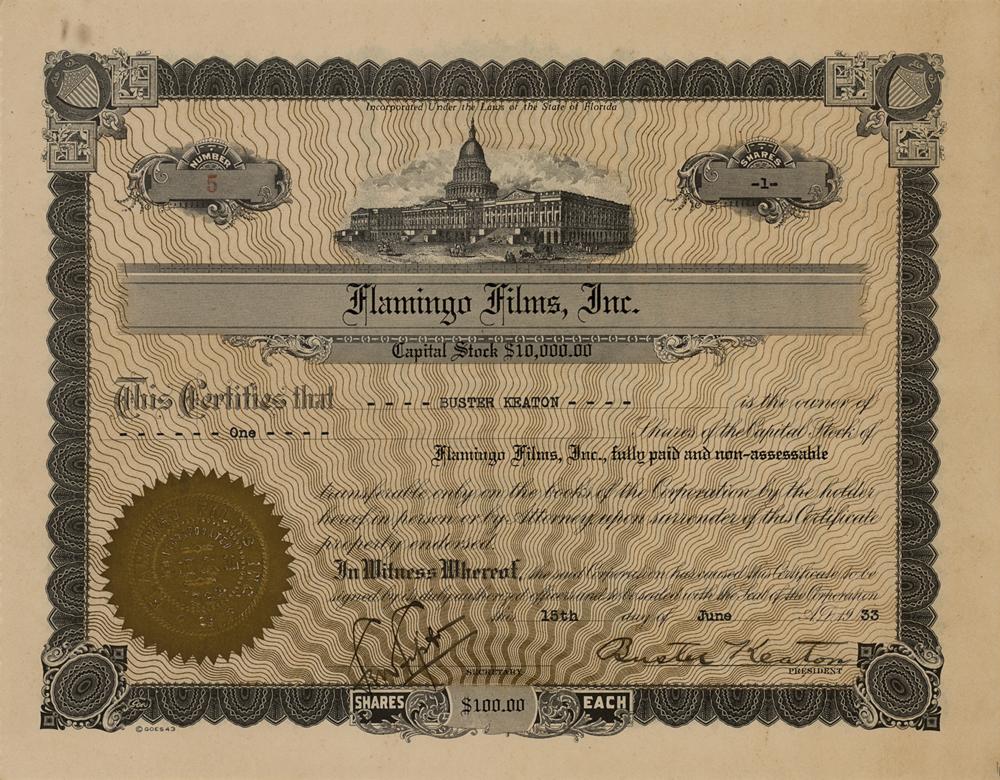 Incorporated Under the Laws of the State of Florida
NUMBER
5
SHARES
-1-
Flamingo Films, Inc.
Capital Stock $10,000.00
This Certifies that - - - - BUSTER KEATON - - - - is the owner of
- - - - - - One - - - - Shares of the Capital Stock of
Flamingo Films, Inc., fully paid and non-assessable
transferable only on the books of the Corporation by the holder
hereof in person or by Attorney upon surrender of this Certificate
properly endorsed.
In Witness Whereof, the said Corporation has caused this Certificate to be
signed by its duly authorized officers and to be sealed with the Seal of the Corporation
this 15th day of June A.D. 19 33
Buster Keaton
SECRETARY
PRESIDENT
SHARES $100.00 EACH
© GOES 43